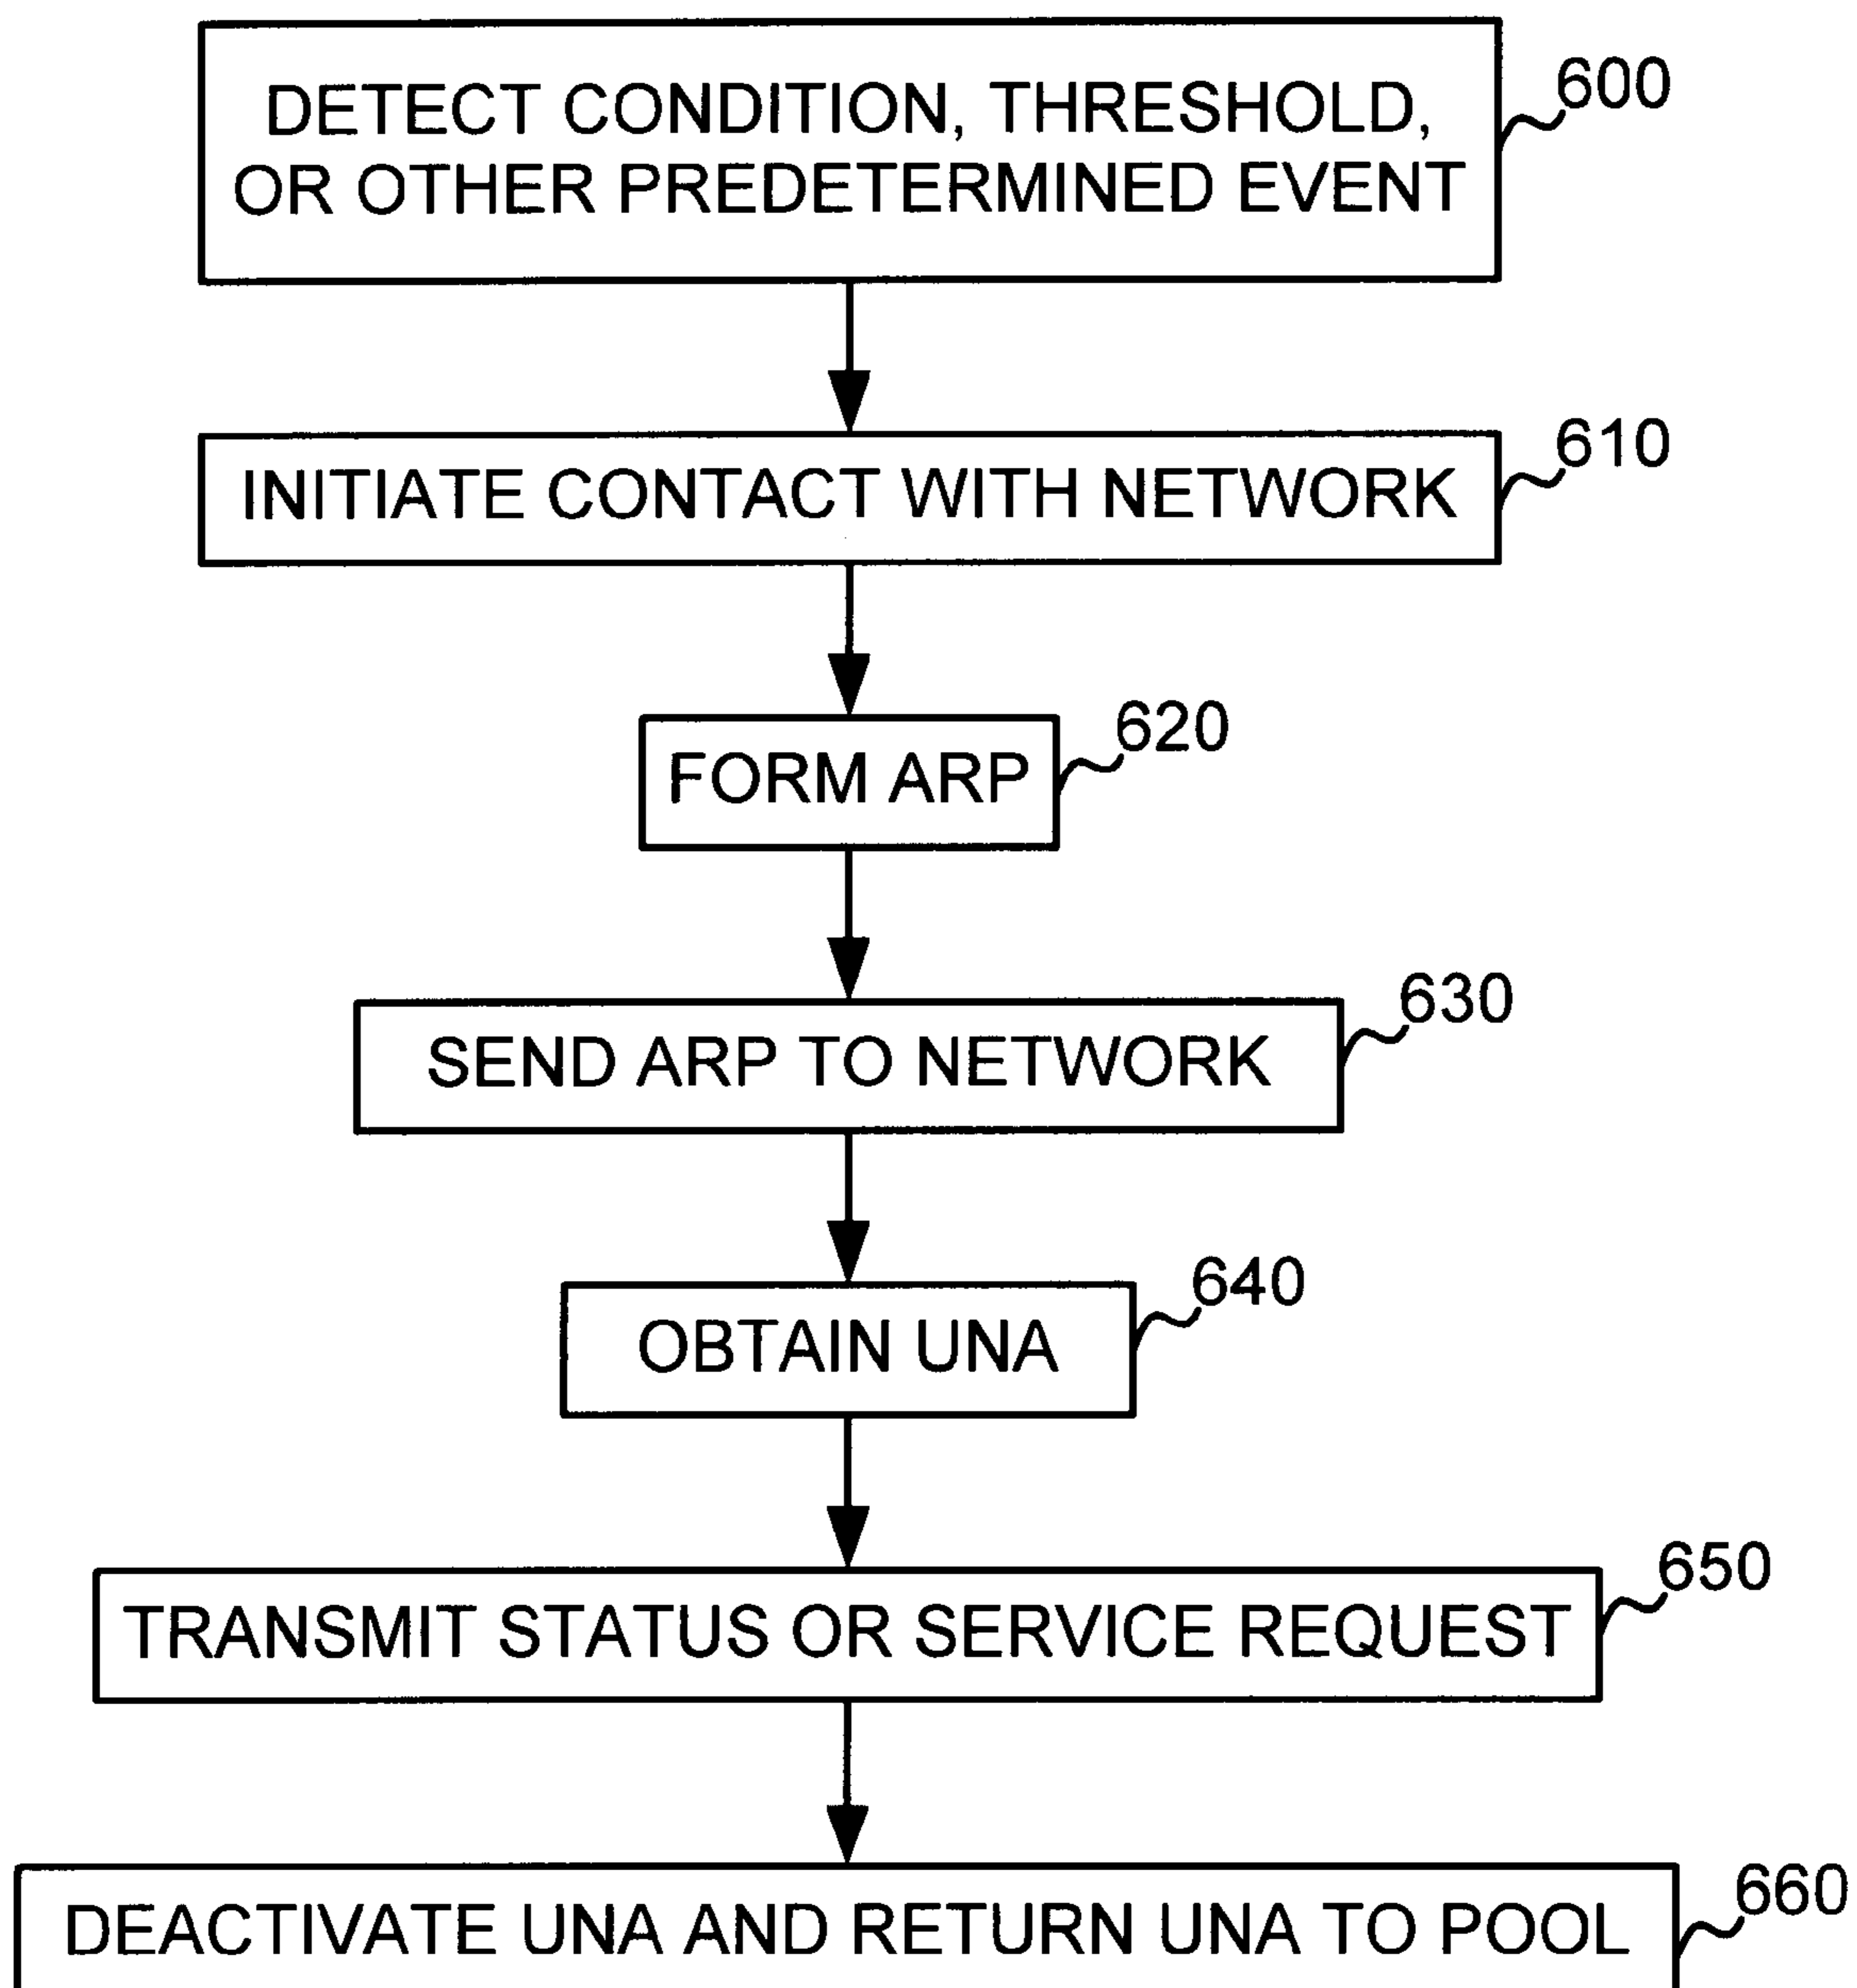 DETECT CONDITION, THRESHOLD,
OR OTHER PREDETERMINED EVENT
600
INITIATE CONTACT WITH NETWORK
610
FORM ARP
620
SEND ARP TO NETWORK
630
OBTAIN UNA
640
TRANSMIT STATUS OR SERVICE REQUEST
650
DEACTIVATE UNA AND RETURN UNA TO POOL
660